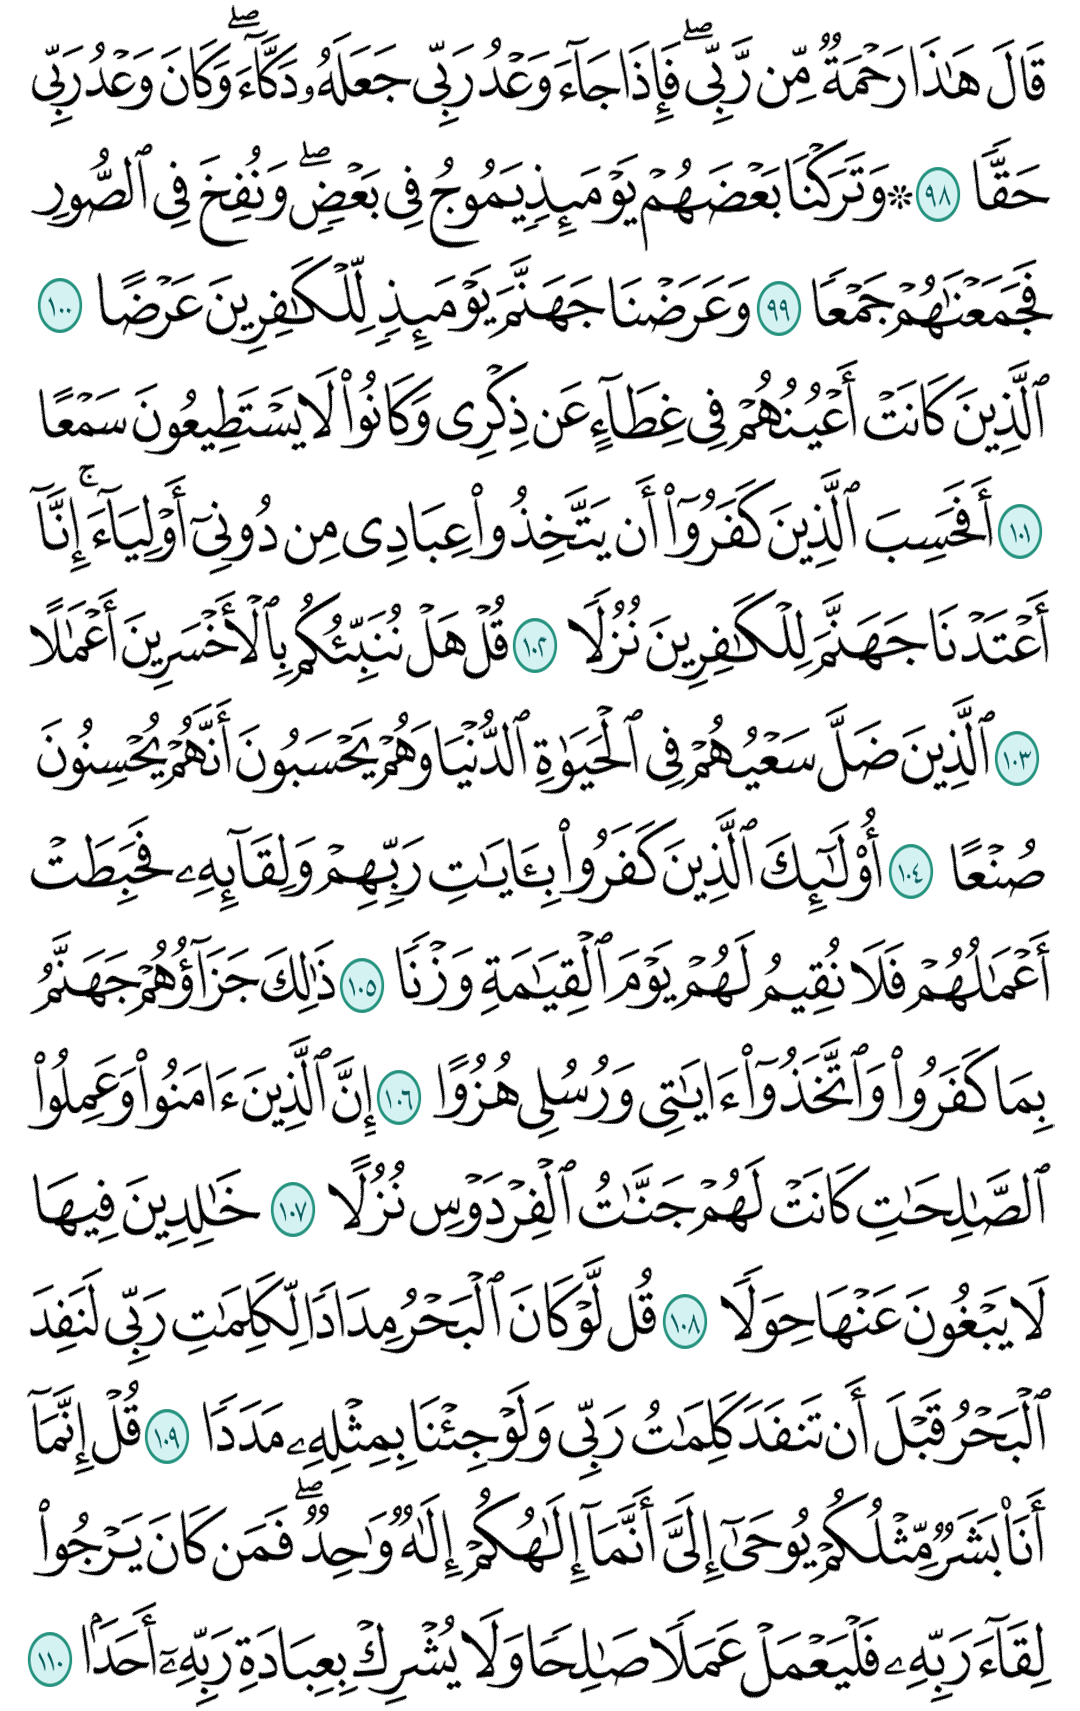 قَالَ هَٰذَا رَحۡمَةٞ مِّن رَّبِّيۖ فَإِذَا جَآءَ وَعۡدُ رَبِّي جَعَلَهُۥ دَكَّآءَۖ وَكَانَ وَعۡدُ رَبِّي
حَقّٗا ٩٨ ۞ وَتَرَكۡنَا بَعۡضَهُمۡ يَوۡمَئِذٖ يَمُوجُ فِي بَعۡضٖۖ وَنُفِخَ فِي ٱلصُّورِ
فَجَمَعۡنَٰهُمۡ جَمۡعٗا ٩٩ وَعَرَضۡنَا جَهَنَّمَ يَوۡمَئِذٖ لِّلۡكَٰفِرِينَ عَرۡضًا ١٠٠
ٱلَّذِينَ كَانَتۡ أَعۡيُنُهُمۡ فِي غِطَآءٍ عَن ذِكۡرِي وَكَانُواْ لَا يَسۡتَطِيعُونَ سَمۡعًا
١٠١ أَفَحَسِبَ ٱلَّذِينَ كَفَرُوٓاْ أَن يَتَّخِذُواْ عِبَادِي مِن دُونِيٓ أَوۡلِيَآءَۚ إِنَّآ
أَعۡتَدۡنَا جَهَنَّمَ لِلۡكَٰفِرِينَ نُزُلٗا ١٠٢ قُلۡ هَلۡ نُنَبِّئُكُم بِٱلۡأَخۡسَرِينَ أَعۡمَٰلًا
١٠٣ ٱلَّذِينَ ضَلَّ سَعۡيُهُمۡ فِي ٱلۡحَيَوٰةِ ٱلدُّنۡيَا وَهُمۡ يَحۡسَبُونَ أَنَّهُمۡ يُحۡسِنُونَ
صُنۡعًا ١٠٤ أُوْلَٰٓئِكَ ٱلَّذِينَ كَفَرُواْ بِـَٔايَٰتِ رَبِّهِمۡ وَلِقَآئِهِۦ فَحَبِطَتۡ
أَعۡمَٰلُهُمۡ فَلَا نُقِيمُ لَهُمۡ يَوۡمَ ٱلۡقِيَٰمَةِ وَزۡنٗا ١٠٥ ذَٰلِكَ جَزَآؤُهُمۡ جَهَنَّمُ
بِمَا كَفَرُواْ وَٱتَّخَذُوٓاْ ءَايَٰتِي وَرُسُلِي هُزُوًا ١٠٦ إِنَّ ٱلَّذِينَ ءَامَنُواْ وَعَمِلُواْ
ٱلصَّٰلِحَٰتِ كَانَتۡ لَهُمۡ جَنَّٰتُ ٱلۡفِرۡدَوۡسِ نُزُلًا ١٠٧ خَٰلِدِينَ فِيهَا
لَا يَبۡغُونَ عَنۡهَا حِوَلٗا ١٠٨ قُل لَّوۡ كَانَ ٱلۡبَحۡرُ مِدَادٗا لِّكَلِمَٰتِ رَبِّي لَنَفِدَ
ٱلۡبَحۡرُ قَبۡلَ أَن تَنفَدَ كَلِمَٰتُ رَبِّي وَلَوۡ جِئۡنَا بِمِثۡلِهِۦ مَدَدٗا ١٠٩ قُلۡ إِنَّمَآ
أَنَا۠ بَشَرٞ مِّثۡلُكُمۡ يُوحَىٰٓ إِلَيَّ أَنَّمَآ إِلَٰهُكُمۡ إِلَٰهٞ وَٰحِدٞۖ فَمَن كَانَ يَرۡجُواْ
لِقَآءَ رَبِّهِۦ فَلۡيَعۡمَلۡ عَمَلٗا صَٰلِحٗا وَلَا يُشۡرِكۡ بِعِبَادَةِ رَبِّهِۦٓ أَحَدَۢا ١١٠